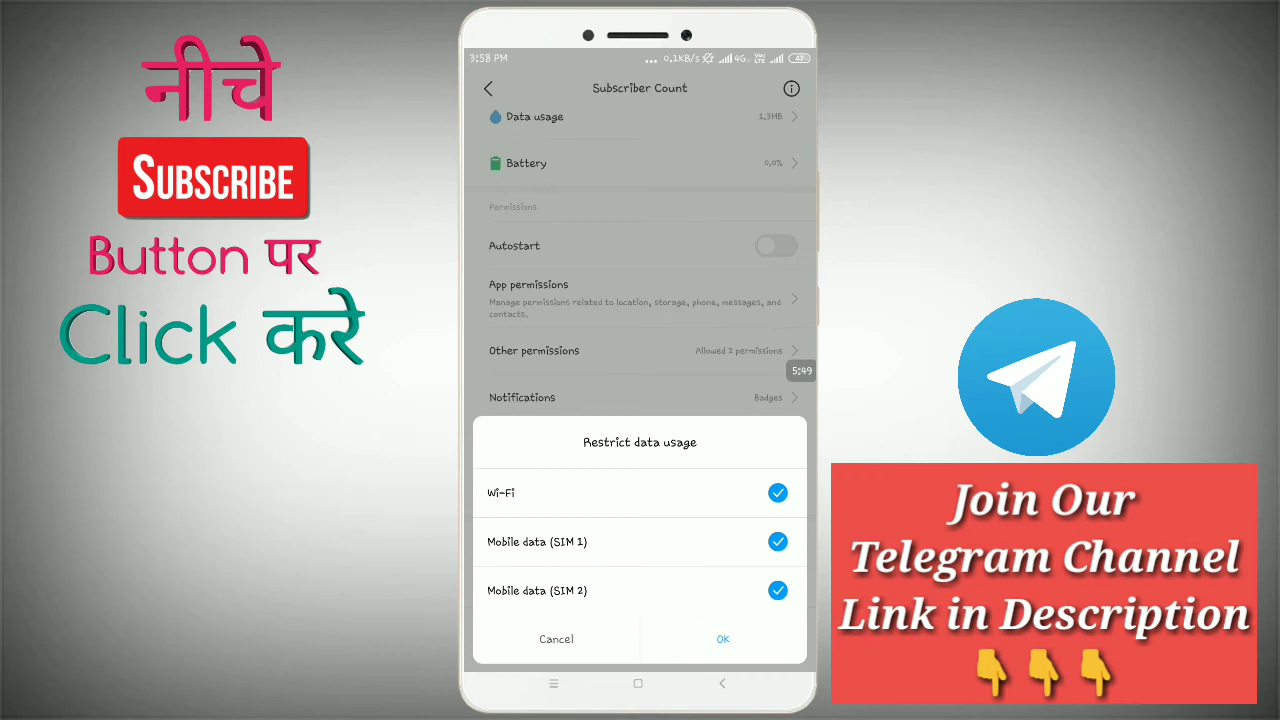 नीचे
SUBSCRIBE
Button पर
Click करे
3:58 PM
0.1KB/s 4G VoLTE 47
Subscriber Count
Data usage 1.3MB
Battery 0.0%
Permissions
Autostart
App permissions
Manage permissions related to location, storage, phone, messages, and
contacts.
Other permissions Allowed 2 permissions
5:49
Notifications Badges
Restrict data usage
Wi-Fi
Mobile data (SIM 1)
Mobile data (SIM 2)
Cancel OK
Join Our
Telegram Channel
Link in Description